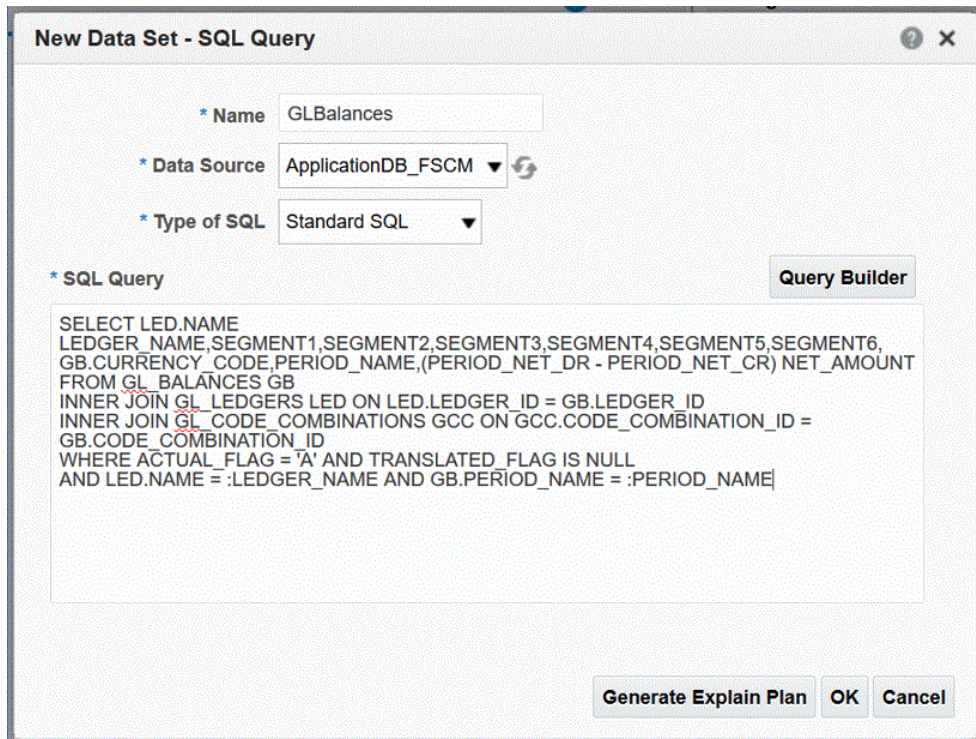 New Data Set - SQL Query
* Name GLBalances
* Data Source ApplicationDB_FSCM
* Type of SQL Standard SQL
* SQL Query
Query Builder
SELECT LED.NAME
LEDGER_NAME,SEGMENT1,SEGMENT2,SEGMENT3,SEGMENT4,SEGMENT5,SEGMENT6,
GB.CURRENCY_CODE,PERIOD_NAME,(PERIOD_NET_DR - PERIOD_NET_CR) NET_AMOUNT
FROM GL_BALANCES GB
INNER JOIN GL_LEDGERS LED ON LED.LEDGER_ID = GB.LEDGER_ID
INNER JOIN GL_CODE_COMBINATIONS GCC ON GCC.CODE_COMBINATION_ID =
GB.CODE_COMBINATION_ID
WHERE ACTUAL_FLAG = 'A' AND TRANSLATED_FLAG IS NULL
AND LED.NAME = :LEDGER_NAME AND GB.PERIOD_NAME = :PERIOD_NAME
Generate Explain Plan OK Cancel